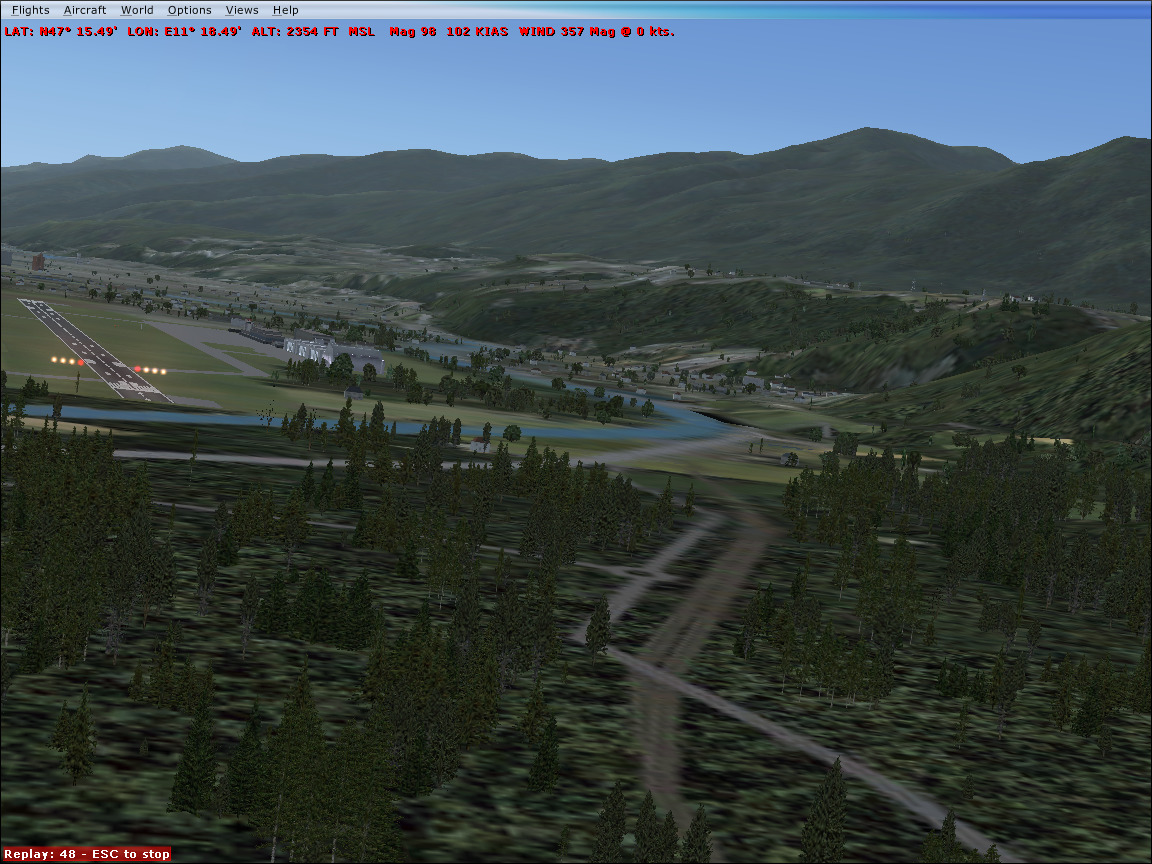 Flights Aircraft World Options Views Help
LAT: N47° 15.49' LON: E11° 18.49' ALT: 2354 FT MSL Mag 98 102 KIAS WIND 357 Mag @ 0 kts.
Replay: 48 - ESC to stop